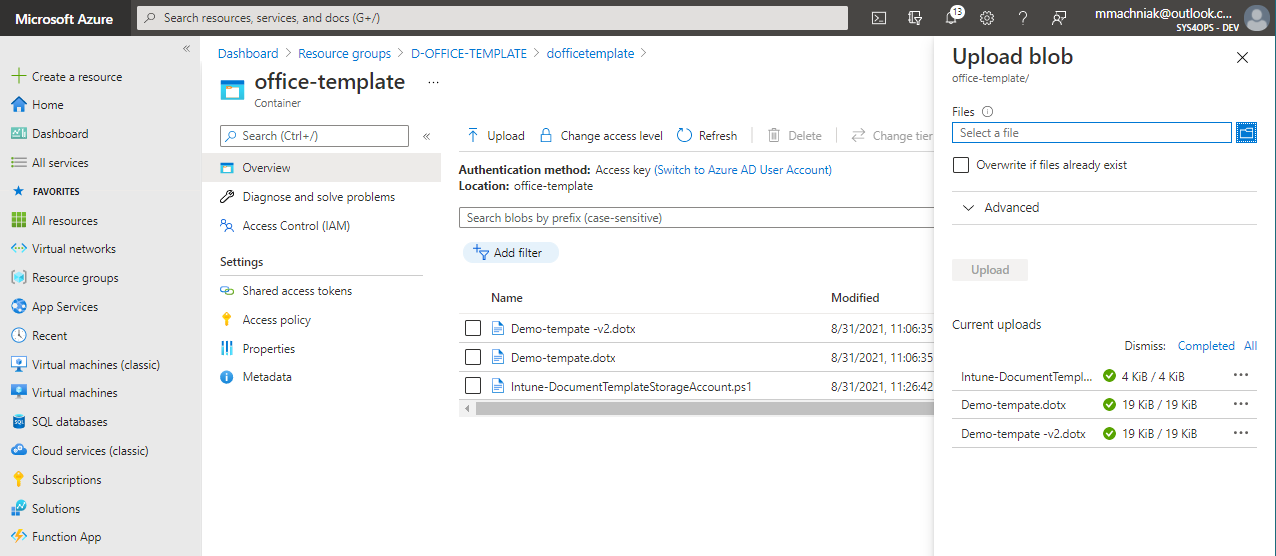 Microsoft Azure
Search resources, services, and docs (G+/)
13
mmachniak@outlook.c...
SYS4OPS - DEV
«
Create a resource
Home
Dashboard
All services
FAVORITES
All resources
Virtual networks
Resource groups
App Services
Recent
Virtual machines (classic)
Virtual machines
SQL databases
Cloud services (classic)
Subscriptions
Solutions
Function App
Dashboard > Resource groups > D-OFFICE-TEMPLATE > dofficetemplate >
office-template ...
Container
Search (Ctrl+/) «
Overview
Diagnose and solve problems
Access Control (IAM)
Settings
Shared access tokens
Access policy
Properties
Metadata
Upload Change access level Refresh Delete Change tier
Authentication method: Access key (Switch to Azure AD User Account)
Location: office-template
Search blobs by prefix (case-sensitive)
Add filter
Name Modified
Demo-tempate -v2.dotx 8/31/2021, 11:06:35
Demo-tempate.dotx 8/31/2021, 11:06:35
Intune-DocumentTemplateStorageAccount.ps1 8/31/2021, 11:26:42
Upload blob
office-template/
Files
Select a file
Overwrite if files already exist
Advanced
Upload
Current uploads
Dismiss: Completed All
Intune-DocumentTempl... 4 KiB / 4 KiB ...
Demo-tempate.dotx 19 KiB / 19 KiB ...
Demo-tempate -v2.dotx 19 KiB / 19 KiB ...